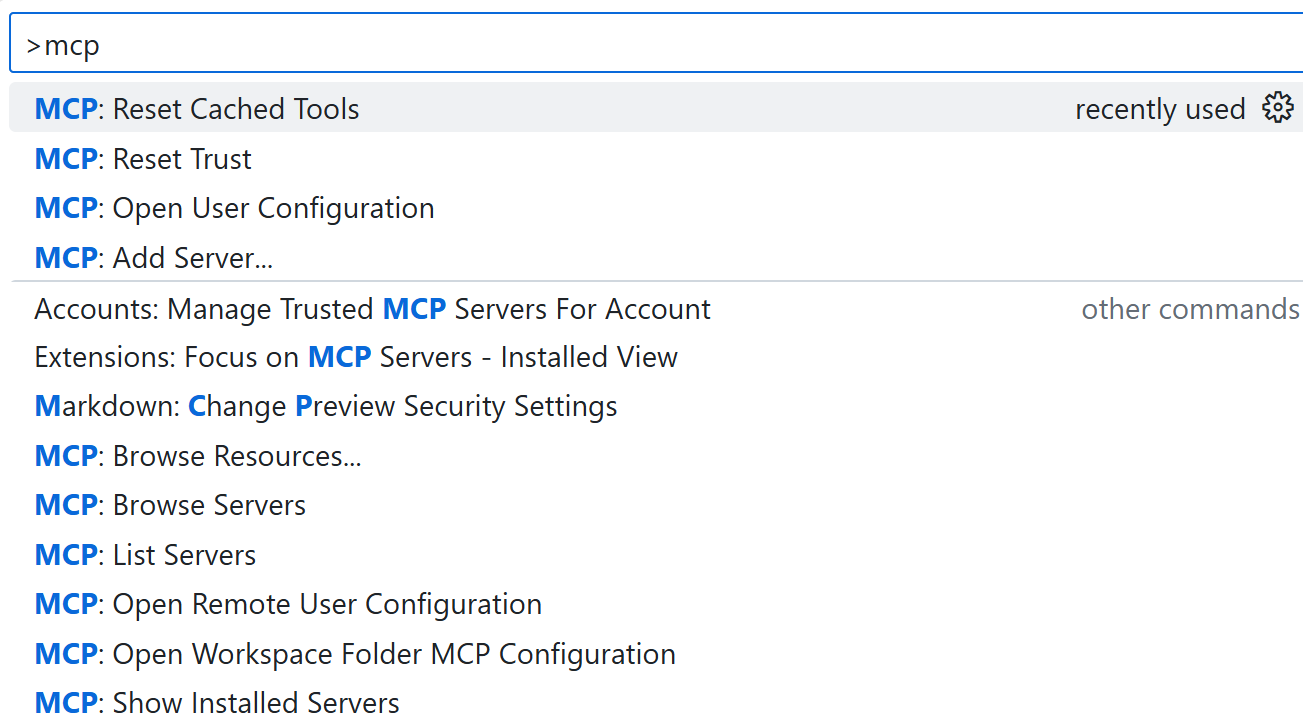 >mcp
MCP: Reset Cached Tools recently used
MCP: Reset Trust
MCP: Open User Configuration
MCP: Add Server...
Accounts: Manage Trusted MCP Servers For Account other commands
Extensions: Focus on MCP Servers - Installed View
Markdown: Change Preview Security Settings
MCP: Browse Resources...
MCP: Browse Servers
MCP: List Servers
MCP: Open Remote User Configuration
MCP: Open Workspace Folder MCP Configuration
MCP: Show Installed Servers